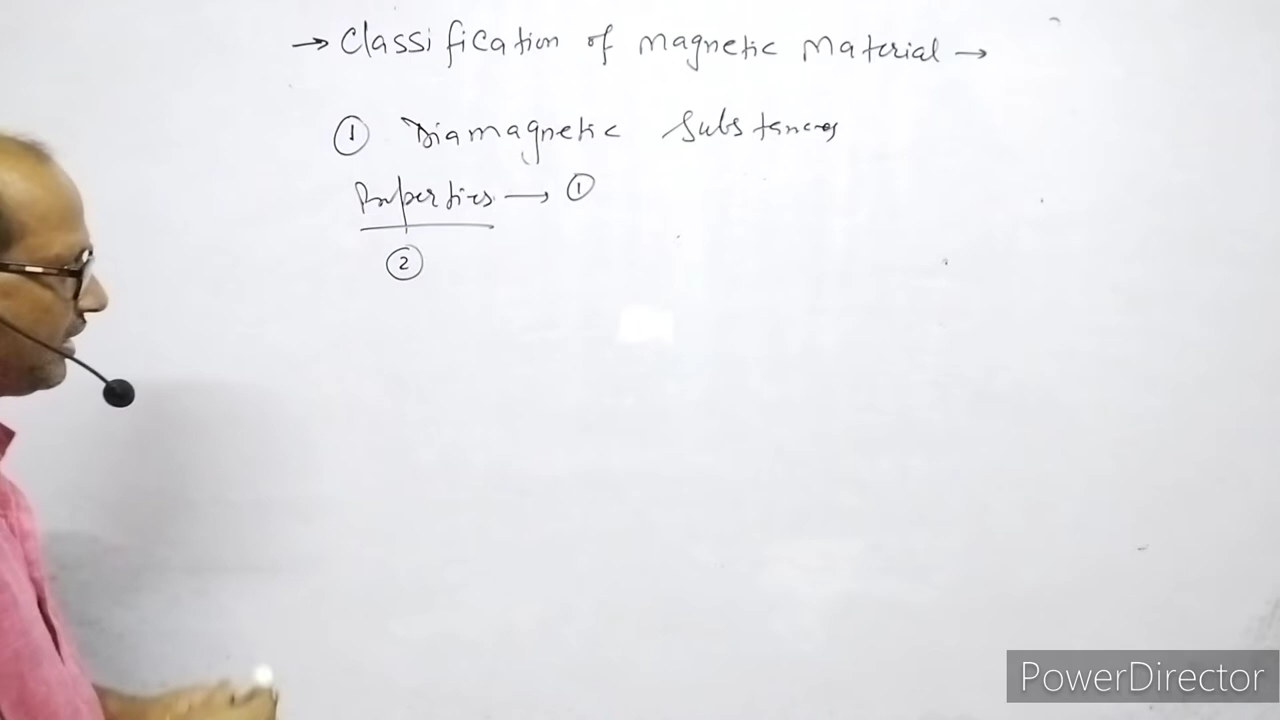 → Classification of magnetic material →
① Diamagnetic Substances
Properties → ①
②
PowerDirector